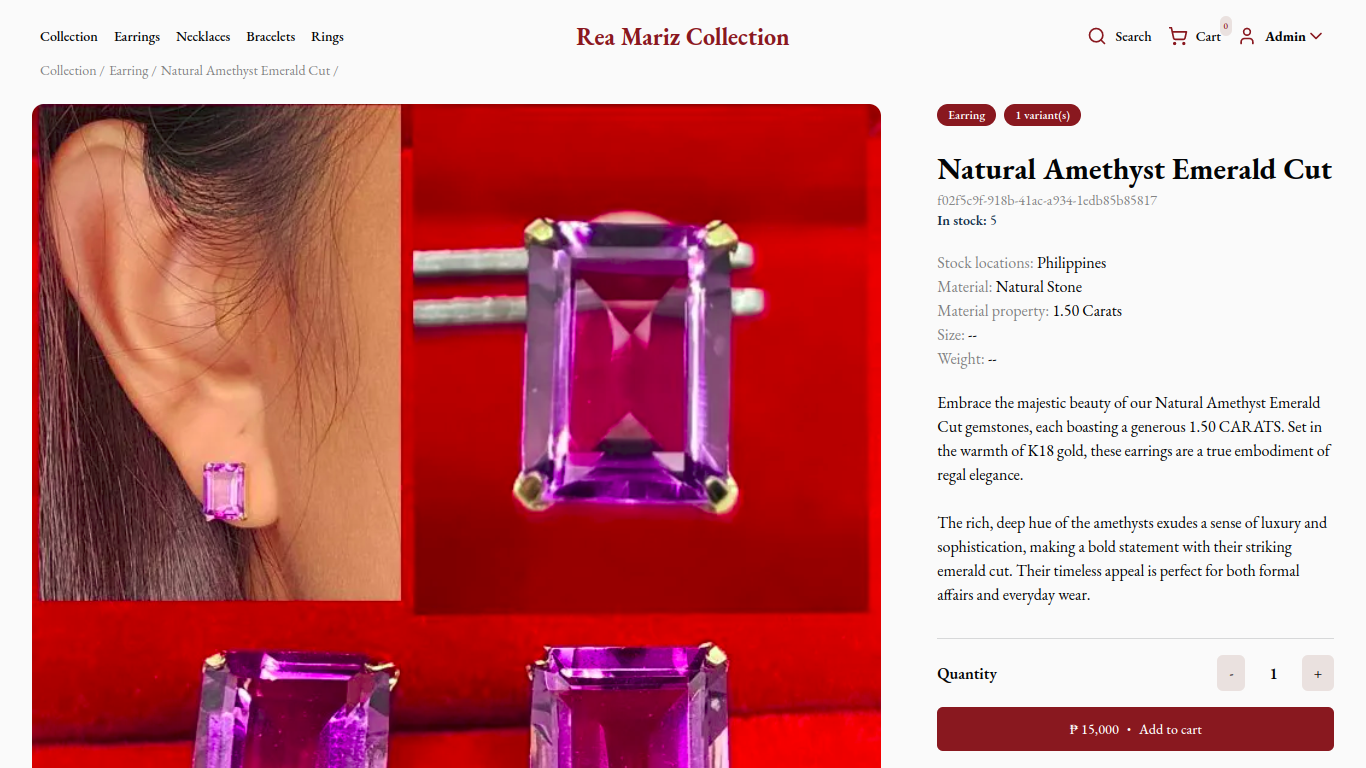 Collection Earrings Necklaces Bracelets Rings
Rea Mariz Collection
Search Cart 0 Admin
Collection / Earring / Natural Amethyst Emerald Cut /
Earring 1 variant(s)
Natural Amethyst Emerald Cut
f02f5c9f-918b-41ac-a934-1edb85b85817
In stock: 5
Stock locations: Philippines
Material: Natural Stone
Material property: 1.50 Carats
Size: --
Weight: --
Embrace the majestic beauty of our Natural Amethyst Emerald
Cut gemstones, each boasting a generous 1.50 CARATS. Set in
the warmth of K18 gold, these earrings are a true embodiment of
regal elegance.
The rich, deep hue of the amethysts exudes a sense of luxury and
sophistication, making a bold statement with their striking
emerald cut. Their timeless appeal is perfect for both formal
affairs and everyday wear.
Quantity - 1 +
₱ 15,000 • Add to cart